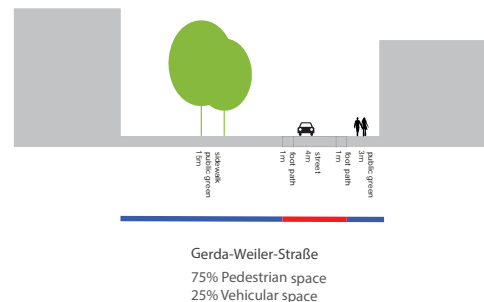 sidewalk
public green
15m
foot path
1m
street
4m
foot path
1m
public green
3m
Gerda-Weiler-Straße
75% Pedestrian space
25% Vehicular space